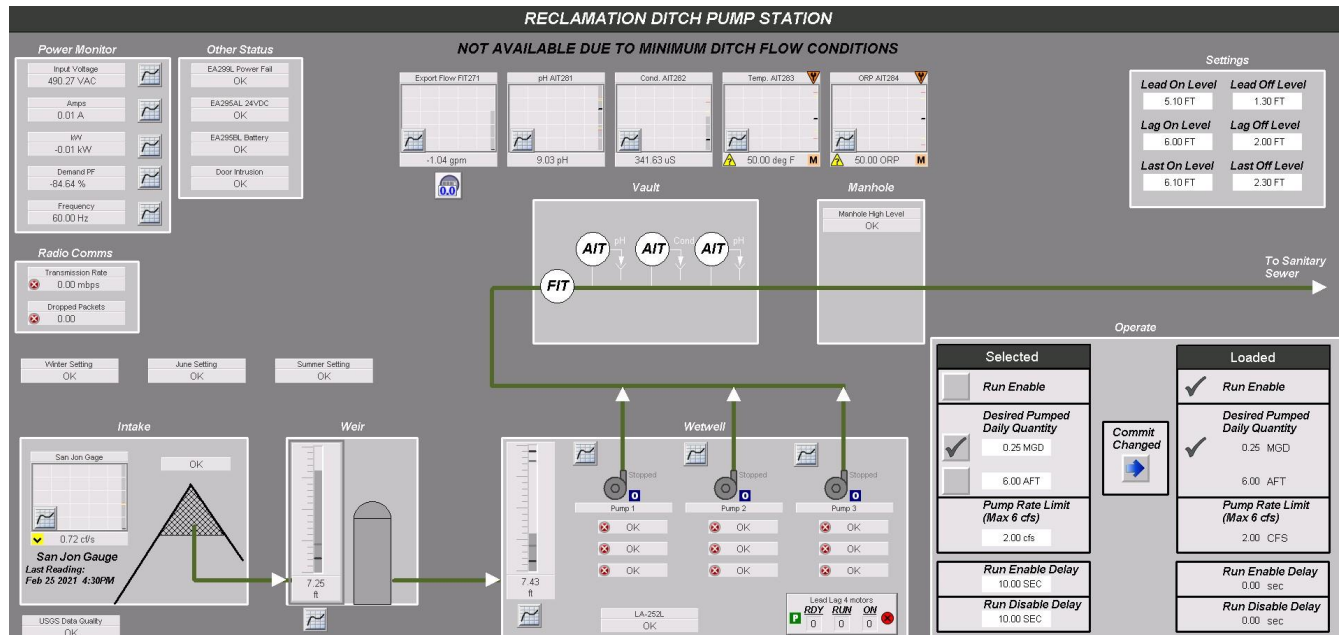 RECLAMATION DITCH PUMP STATION
NOT AVAILABLE DUE TO MINIMUM DITCH FLOW CONDITIONS
Power Monitor
Input Voltage
490.27 VAC
Amps
0.01 A
kW
-0.01 kW
Demand PF
-84.64 %
Frequency
60.00 Hz
Other Status
EA299L Power Fail
OK
EA295AL 24VDC
OK
EA295BL Battery
OK
Door Intrusion
OK
Export Flow FIT271
-1.04 gpm
0.0
pH AIT281
9.03 pH
Cond. AIT282
341.63 uS
Temp. AIT283
50.00 deg F M
ORP AIT284
50.00 ORP M
Settings
Lead On Level Lead Off Level
5.10 FT 1.30 FT
Lag On Level Lag Off Level
6.00 FT 2.00 FT
Last On Level Last Off Level
6.10 FT 2.30 FT
Radio Comms
Transmission Rate
0.00 mbps
Dropped Packets
0.00
Vault
AIT pH AIT Cond AIT pH
FIT
Manhole
Manhole High Level
OK
To Sanitary
Sewer
Winter Setting
OK
June Setting
OK
Summer Setting
OK
Intake
San Jon Gage
0.72 cf/s
OK
San Jon Gauge
Last Reading:
Feb 25 2021 4:30PM
USGS Data Quality
OK
Weir
7.25
ft
Wetwell
7.43
ft
Stopped
0
Pump 1
OK
OK
OK
Stopped
0
Pump 2
OK
OK
OK
Stopped
0
Pump 3
OK
OK
OK
LA-252L
OK
Lead Lag 4 motors
RDY RUN ON
P 0 0 0
Operate
Selected
Run Enable
Desired Pumped
Daily Quantity
0.25 MGD
6.00 AFT
Pump Rate Limit
(Max 6 cfs)
2.00 cfs
Run Enable Delay
10.00 SEC
Run Disable Delay
10.00 SEC
Commit
Changed
Loaded
Run Enable
Desired Pumped
Daily Quantity
0.25 MGD
6.00 AFT
Pump Rate Limit
(Max 6 cfs)
2.00 CFS
Run Enable Delay
0.00 sec
Run Disable Delay
0.00 sec